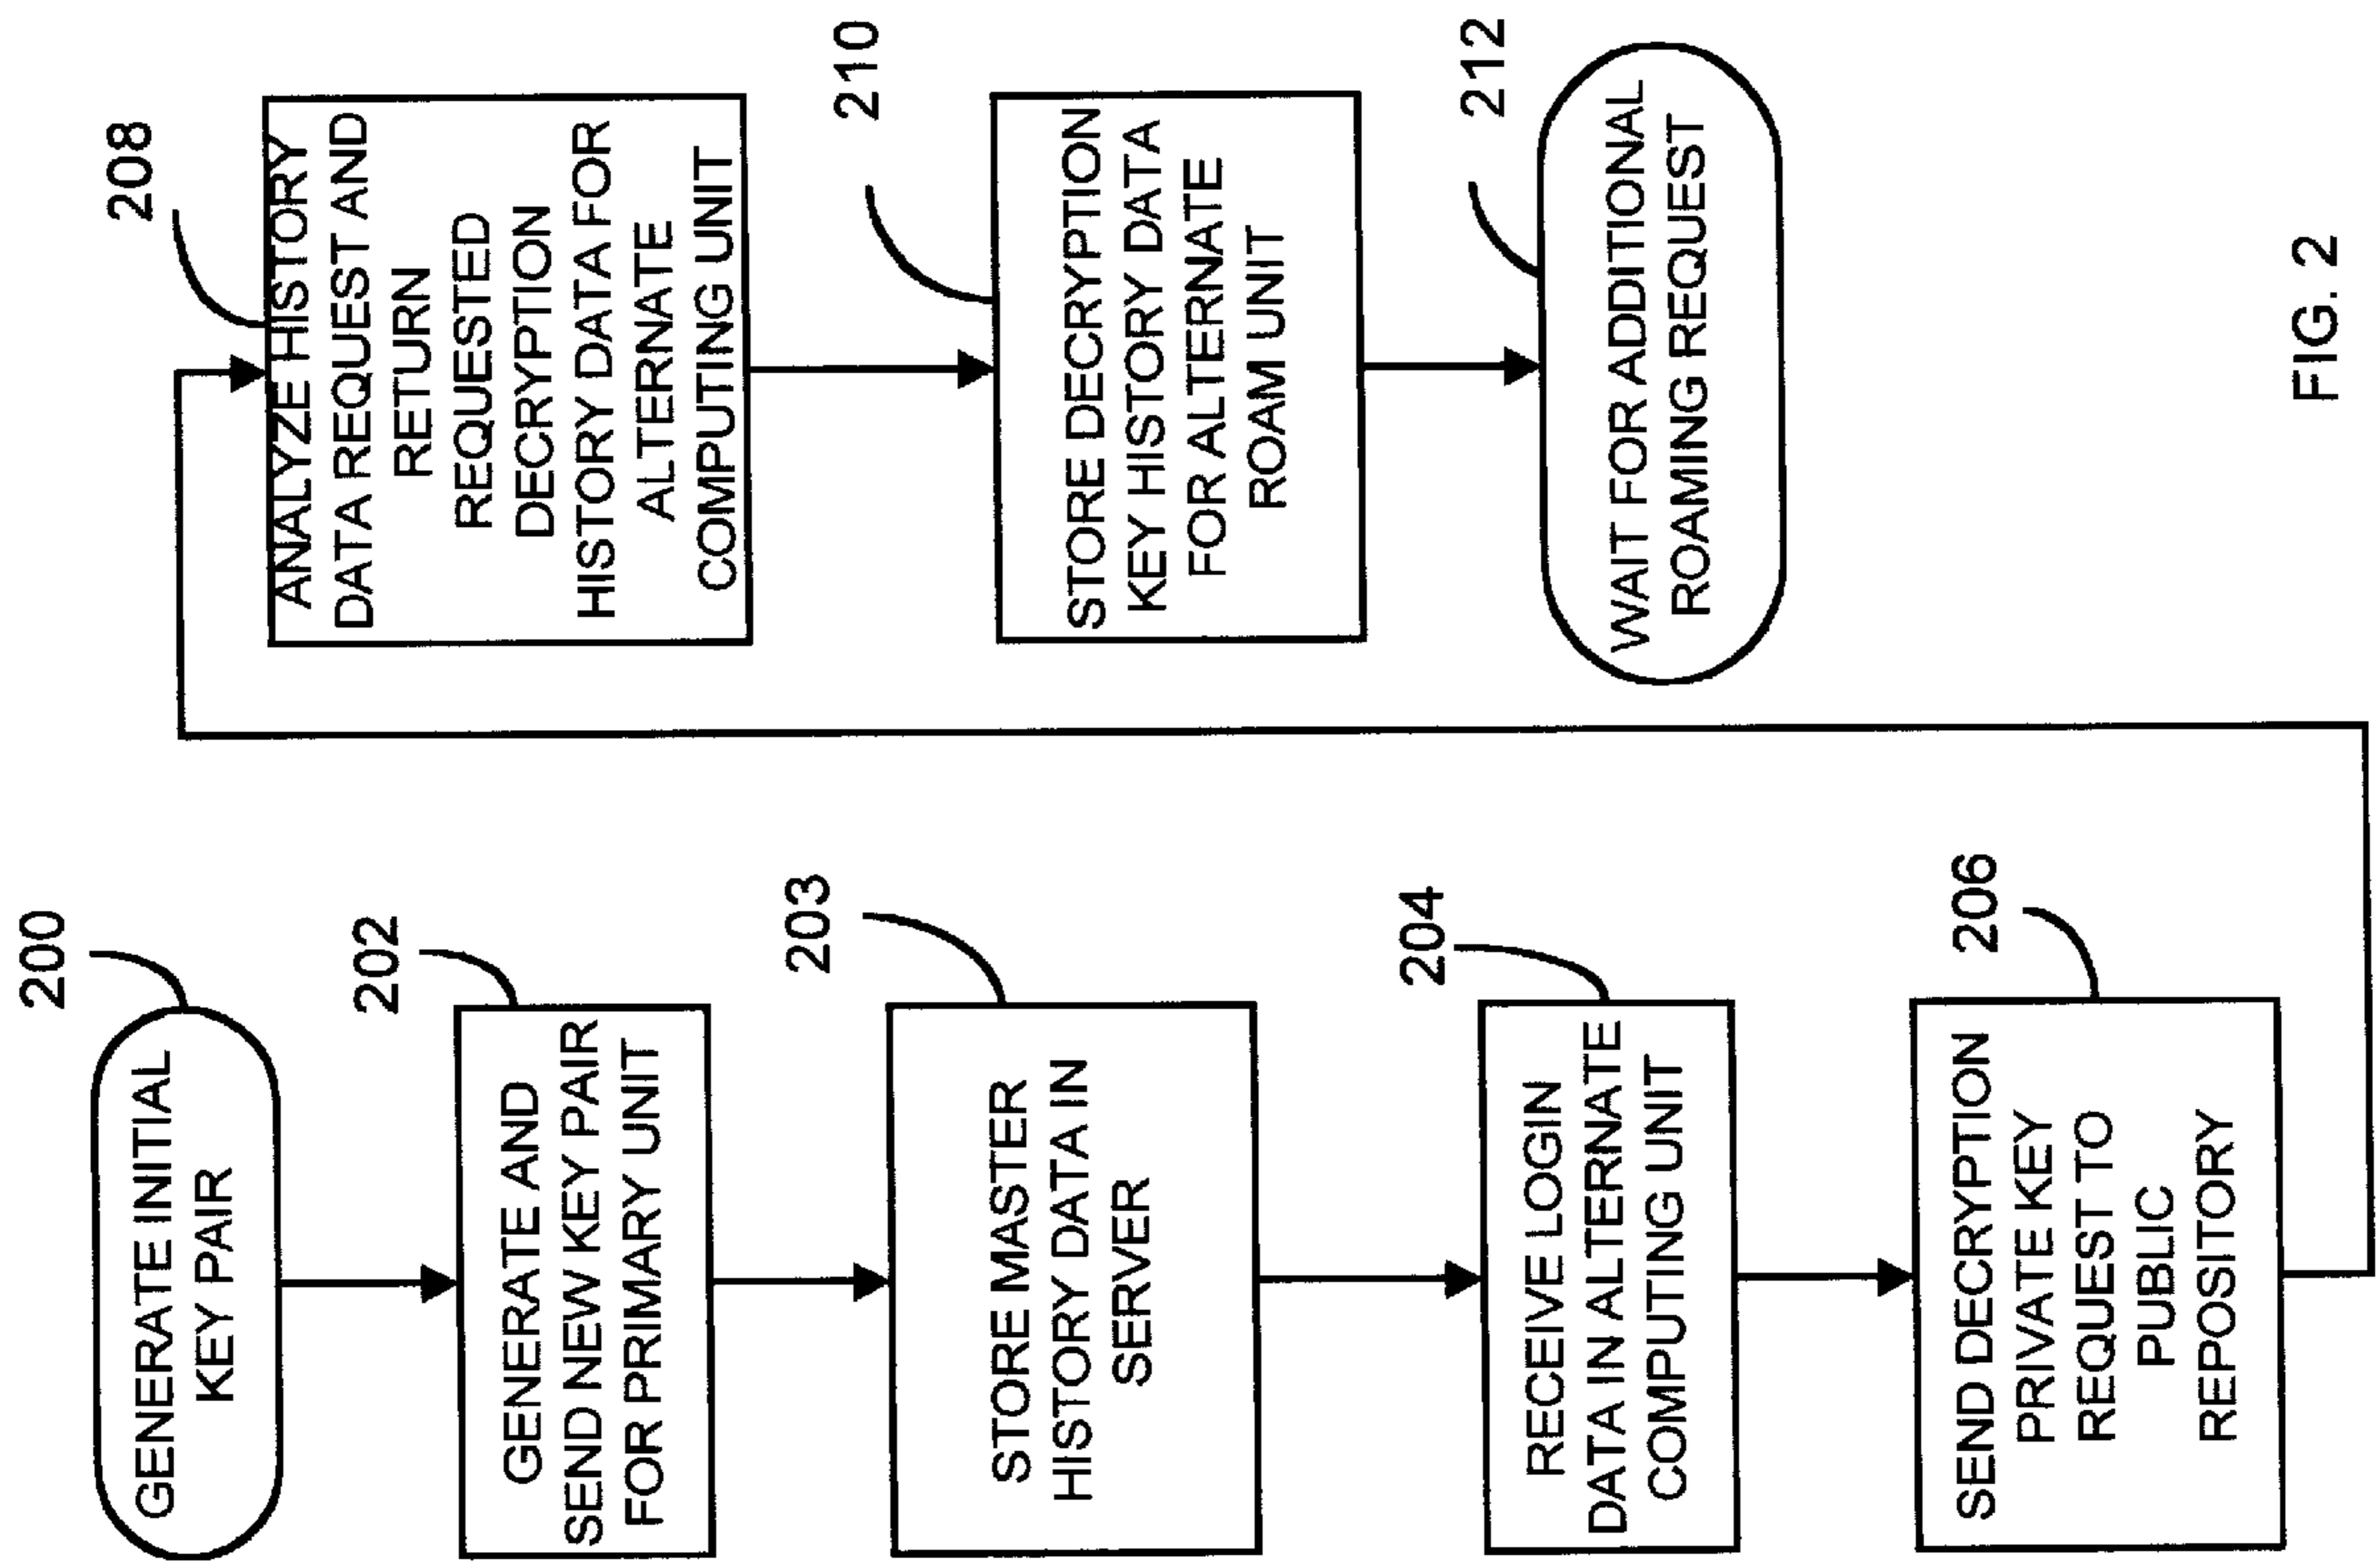 200
GENERATE INITIAL
KEY PAIR
202
GENERATE AND
SEND NEW KEY PAIR
FOR PRIMARY UNIT
203
STORE MASTER
HISTORY DATA IN
SERVER
204
RECEIVE LOGIN
DATA IN ALTERNATE
COMPUTING UNIT
206
SEND DECRYPTION
PRIVATE KEY
REQUEST TO
PUBLIC
REPOSITORY
208
ANALYZE HISTORY
DATA REQUEST AND
RETURN
REQUESTED
DECRYPTION
HISTORY DATA FOR
ALTERNATE
COMPUTING UNIT
210
STORE DECRYPTION
KEY HISTORY DATA
FOR ALTERNATE
ROAM UNIT
212
WAIT FOR ADDITIONAL
ROAMING REQUEST
FIG. 2